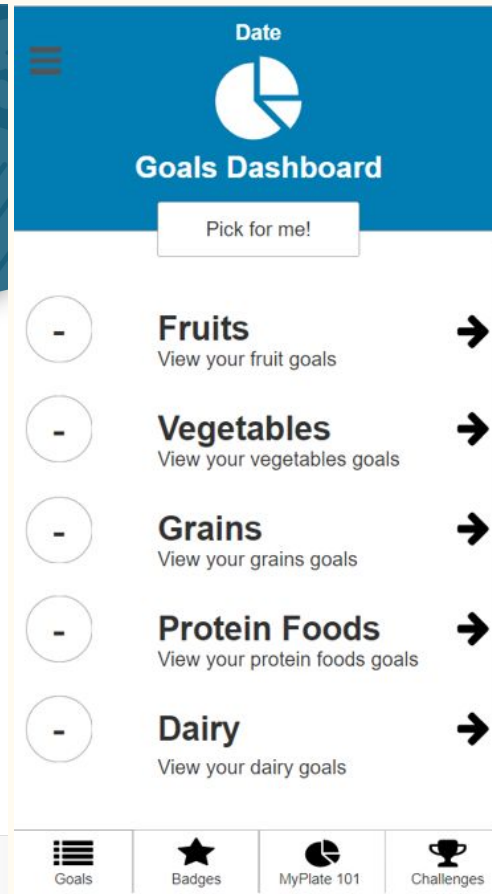 Date
Goals Dashboard
Pick for me!
-
Fruits
View your fruit goals
-
Vegetables
View your vegetables goals
-
Grains
View your grains goals
-
Protein Foods
View your protein foods goals
-
Dairy
View your dairy goals
Goals Badges MyPlate 101 Challenges